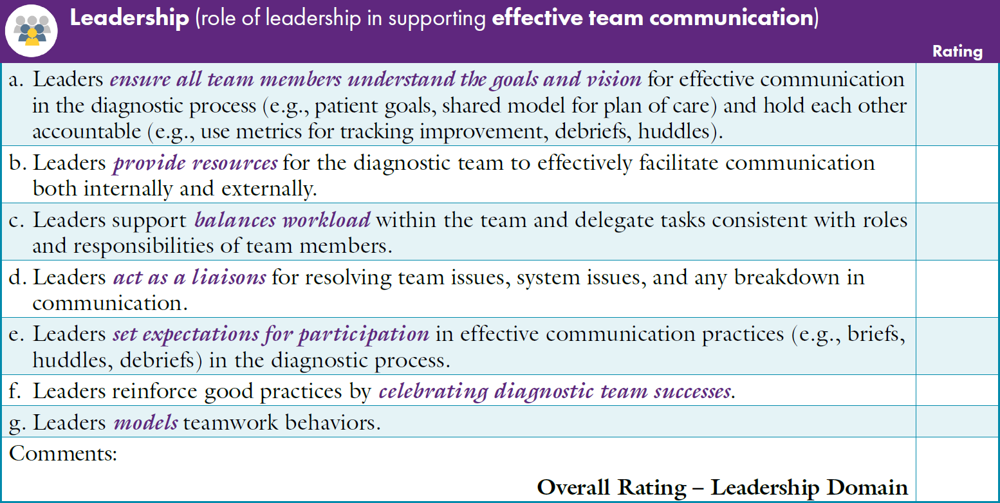 Leadership (role of leadership in supporting effective team communication)
Rating
a. Leaders ensure all team members understand the goals and vision for effective communication
in the diagnostic process (e.g., patient goals, shared model for plan of care) and hold each other
accountable (e.g., use metrics for tracking improvement, debriefs, huddles).
b. Leaders provide resources for the diagnostic team to effectively facilitate communication
both internally and externally.
c. Leaders support balances workload within the team and delegate tasks consistent with roles
and responsibilities of team members.
d. Leaders act as a liaisons for resolving team issues, system issues, and any breakdown in
communication.
e. Leaders set expectations for participation in effective communication practices (e.g., briefs,
huddles, debriefs) in the diagnostic process.
f. Leaders reinforce good practices by celebrating diagnostic team successes.
g. Leaders models teamwork behaviors.
Comments:
Overall Rating – Leadership Domain